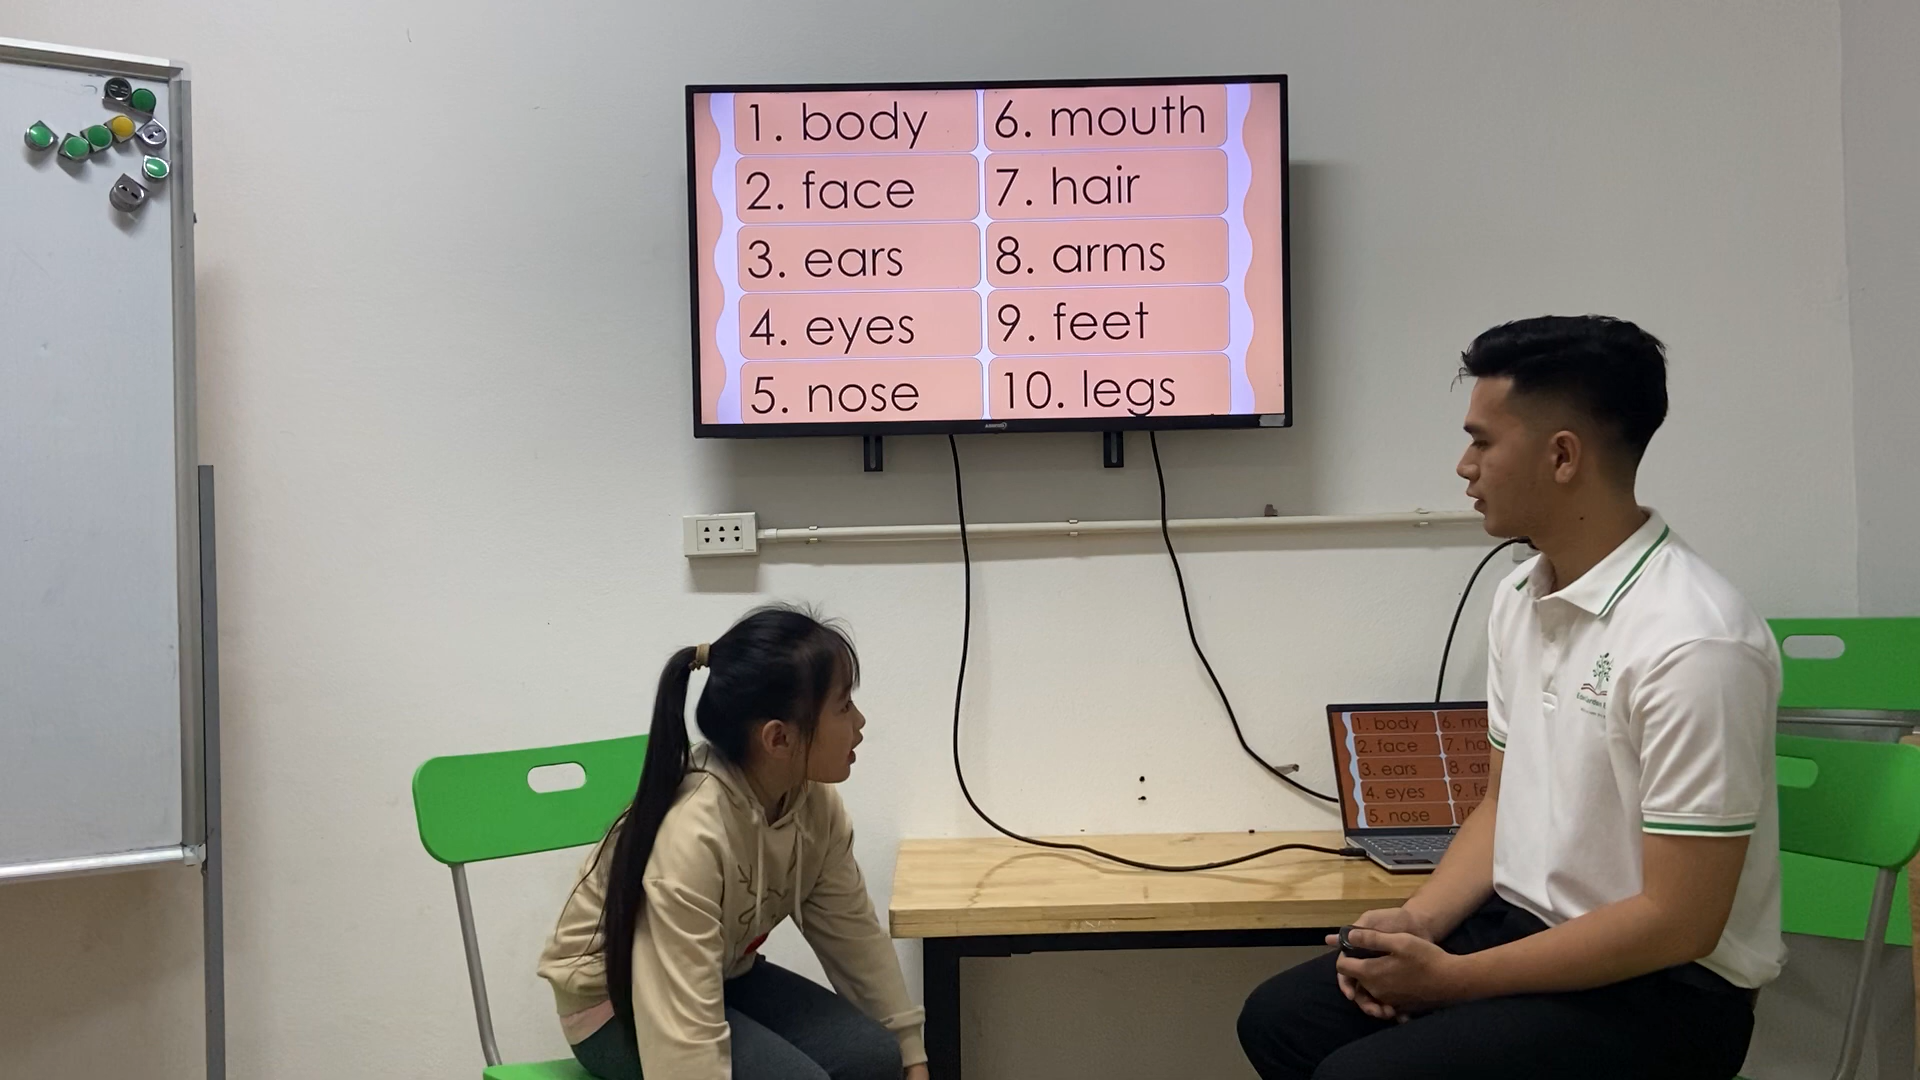 1. body
2. face
3. ears
4. eyes
5. nose
6. mouth
7. hair
8. arms
9. feet
10. legs
1. body
2. face
3. ears
4. eyes
5. nose